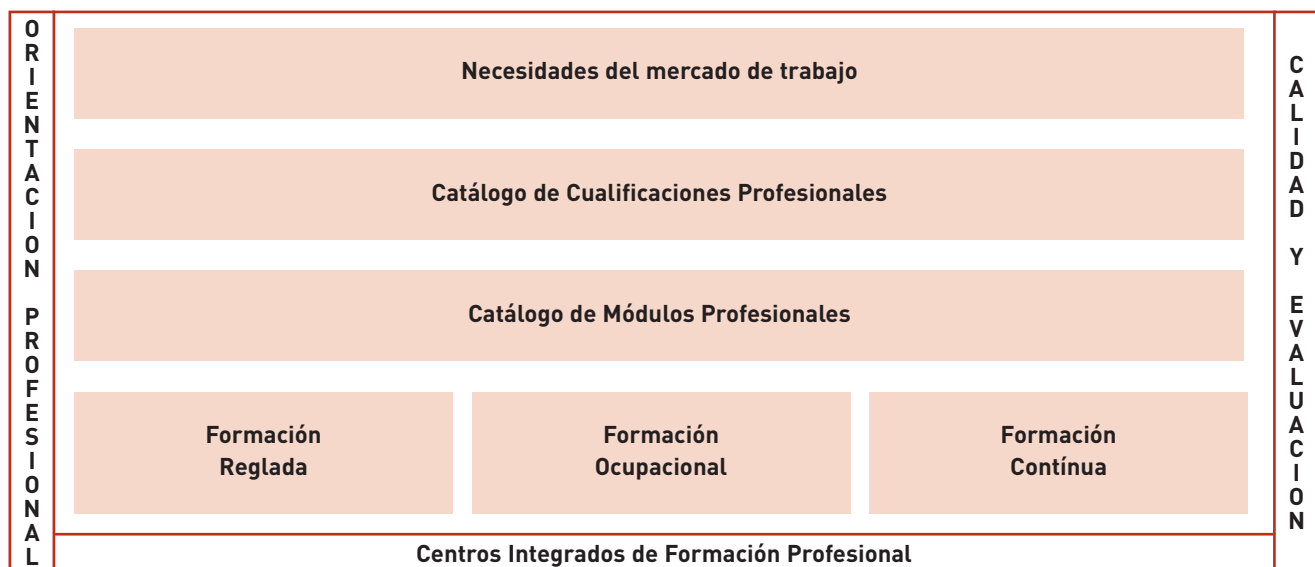 ORIENTACION PROFESIONAL
Necesidades del mercado de trabajo
Catálogo de Cualificaciones Profesionales
Catálogo de Módulos Profesionales
Formación
Reglada
Formación
Ocupacional
Formación
Contínua
Centros Integrados de Formación Profesional
CALIDAD Y EVALUACION